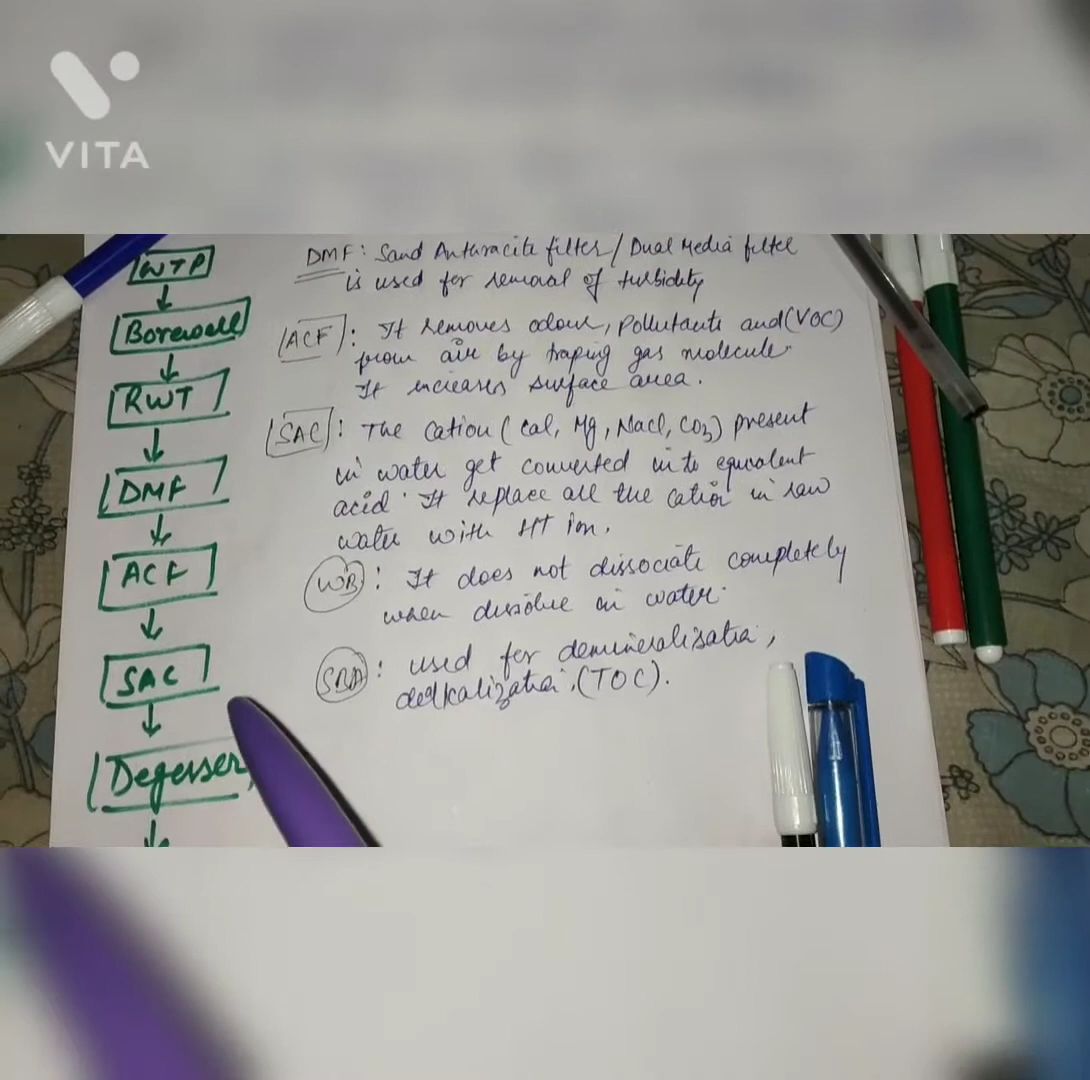 VITA
WTP
Borewell
RWT
DMF
ACF
SAC
Degesser
DMF: Sand Anthracite filter / Dual Media filter
is used for removal of turbidity
ACF: It removes odour, pollutants and (VOC)
from air by traping gas molecule.
It increases surface area.
SAC: The cation (Cal, Mg, Nacl, CO3) present
in water get converted into equivalent
acid. It replace all the cation in raw
water with H+ ion.
WB: It does not dissociate completely
when dissolve in water.
SBA: used for demineralisation,
dealkalization, (TOC).